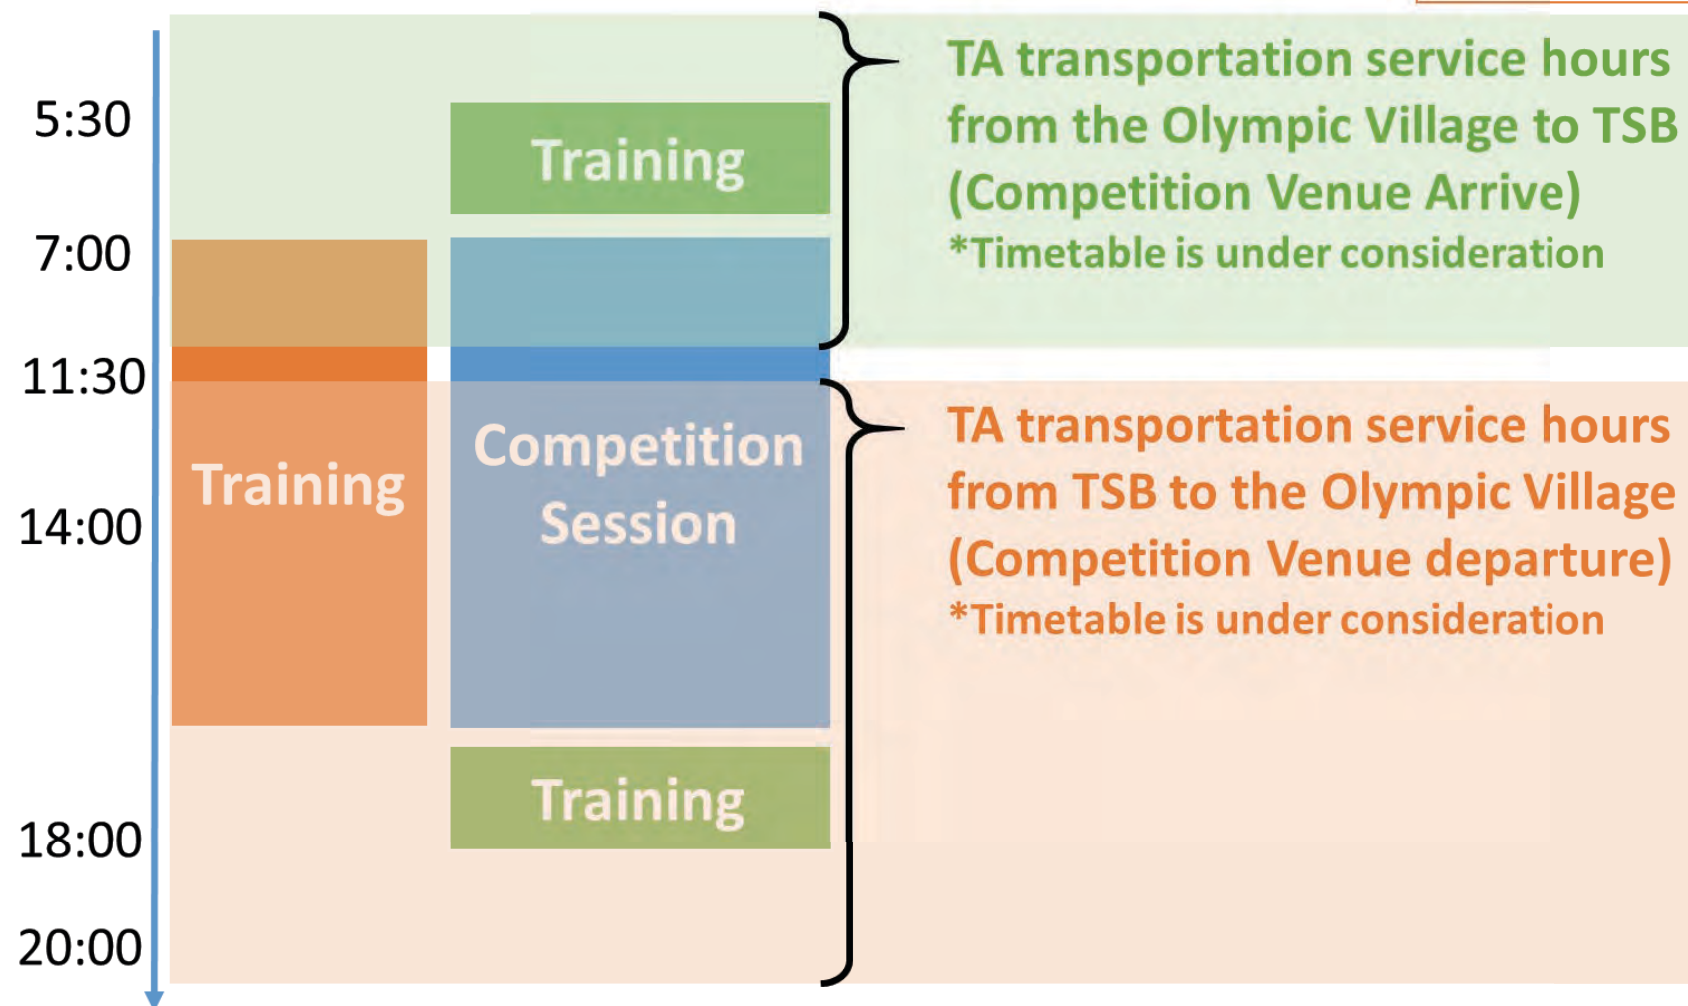 5:30
7:00
11:30
14:00
18:00
20:00
Training
Training
Competition
Session
Training
TA transportation service hours
from the Olympic Village to TSB
(Competition Venue Arrive)
*Timetable is under consideration
TA transportation service hours
from TSB to the Olympic Village
(Competition Venue departure)
*Timetable is under consideration